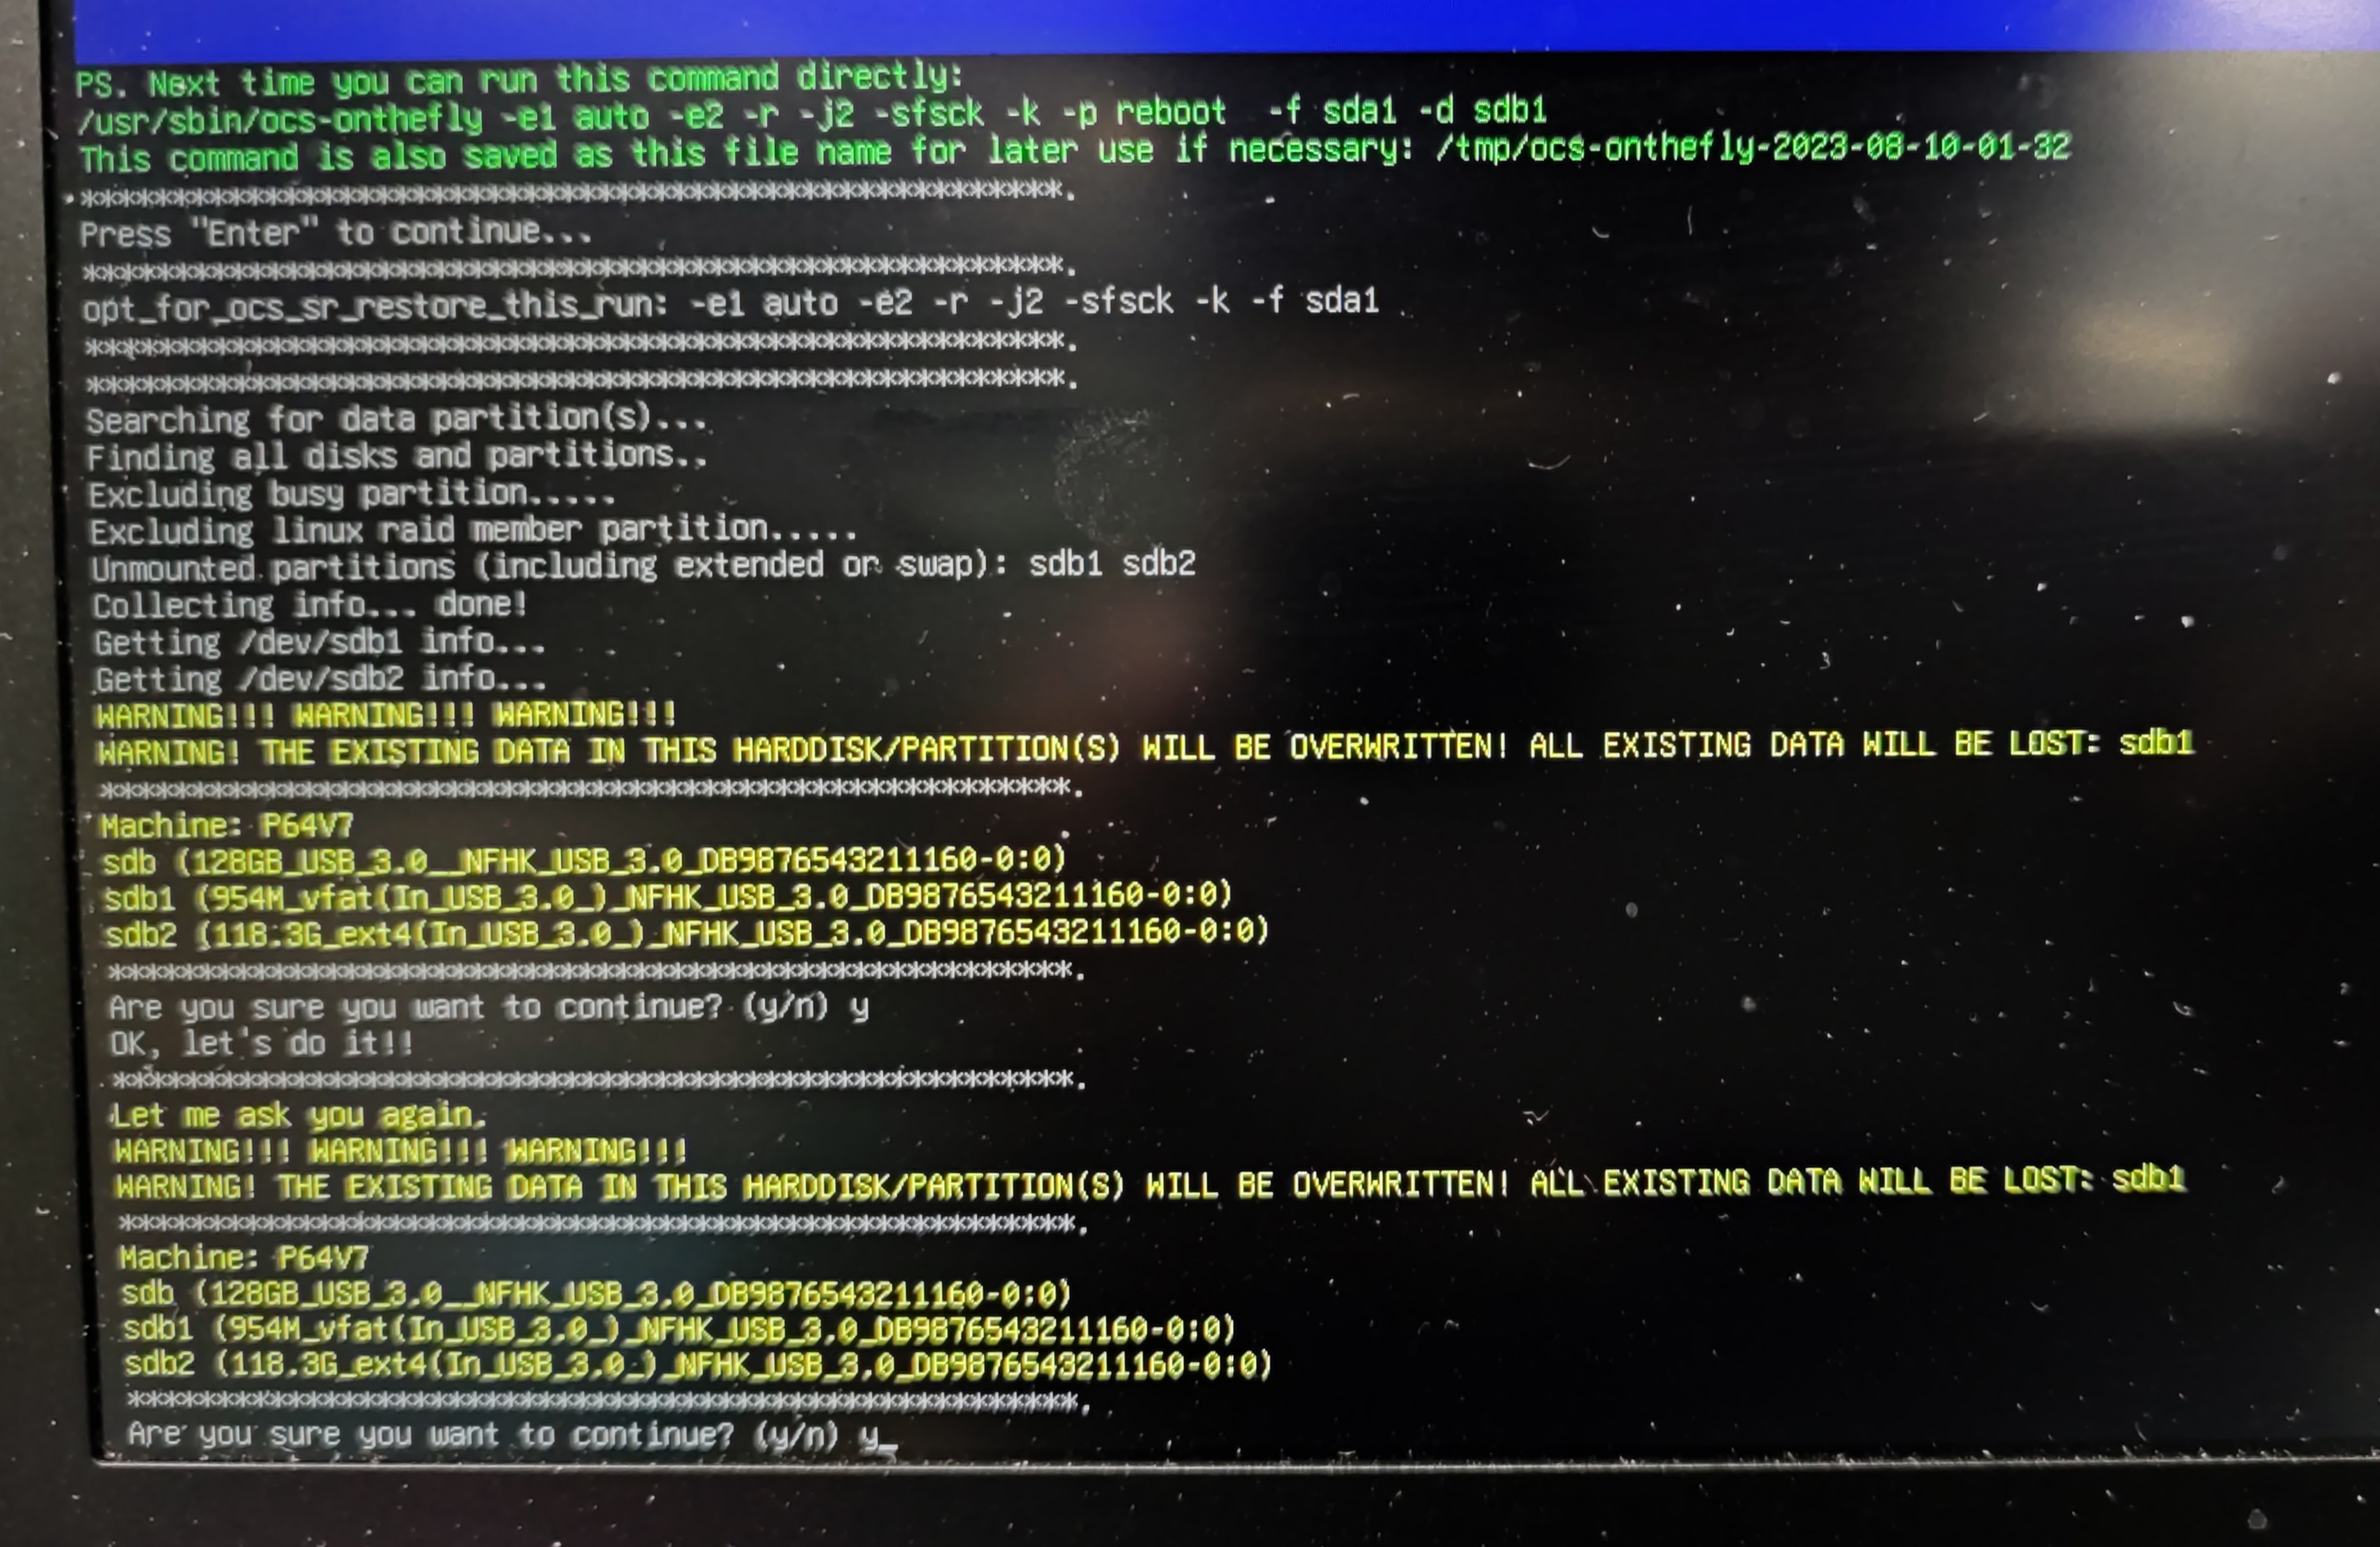 PS. Next time you can run this command directly:
/usr/sbin/ocs-onthefly -e1 auto -e2 -r -j2 -sfsck -k -p reboot  -f sda1 -d sdb1
This command is also saved as this file name for later use if necessary: /tmp/ocs-onthefly-2023-08-10-01-32
*****************************************************.
Press "Enter" to continue...
*****************************************************.
opt_for_ocs_sr_restore_this_run: -e1 auto -e2 -r -j2 -sfsck -k -f sda1
*****************************************************.
*****************************************************.
Searching for data partition(s)...
Finding all disks and partitions..
Excluding busy partition.....
Excluding linux raid member partition.....
Unmounted partitions (including extended or swap): sdb1 sdb2
Collecting info... done!
Getting /dev/sdb1 info...
Getting /dev/sdb2 info...
WARNING!!! WARNING!!! WARNING!!!
WARNING! THE EXISTING DATA IN THIS HARDDISK/PARTITION(S) WILL BE OVERWRITTEN! ALL EXISTING DATA WILL BE LOST: sdb1
*****************************************************.
Machine: P64V7
sdb (128GB_USB_3.0__NFHK_USB_3.0_DB9876543211160-0:0)
sdb1 (954M_vfat(In_USB_3.0_)_NFHK_USB_3.0_DB9876543211160-0:0)
sdb2 (118.3G_ext4(In_USB_3.0_)_NFHK_USB_3.0_DB9876543211160-0:0)
*****************************************************.
Are you sure you want to continue? (y/n) y
OK, let's do it!!
*****************************************************.
Let me ask you again.
WARNING!!! WARNING!!! WARNING!!!
WARNING! THE EXISTING DATA IN THIS HARDDISK/PARTITION(S) WILL BE OVERWRITTEN! ALL EXISTING DATA WILL BE LOST: sdb1
*****************************************************.
Machine: P64V7
sdb (128GB_USB_3.0__NFHK_USB_3.0_DB9876543211160-0:0)
sdb1 (954M_vfat(In_USB_3.0_)_NFHK_USB_3.0_DB9876543211160-0:0)
sdb2 (118.3G_ext4(In_USB_3.0_)_NFHK_USB_3.0_DB9876543211160-0:0)
*****************************************************.
Are you sure you want to continue? (y/n) y_